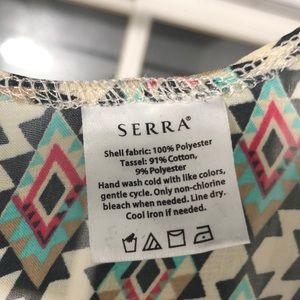 SERRA®
Shell fabric: 100% Polyester
Tassel: 91% Cotton,
9% Polyester
Hand wash cold with like colors,
gentle cycle. Only non-chlorine
bleach when needed. Line dry.
Cool iron if needed.